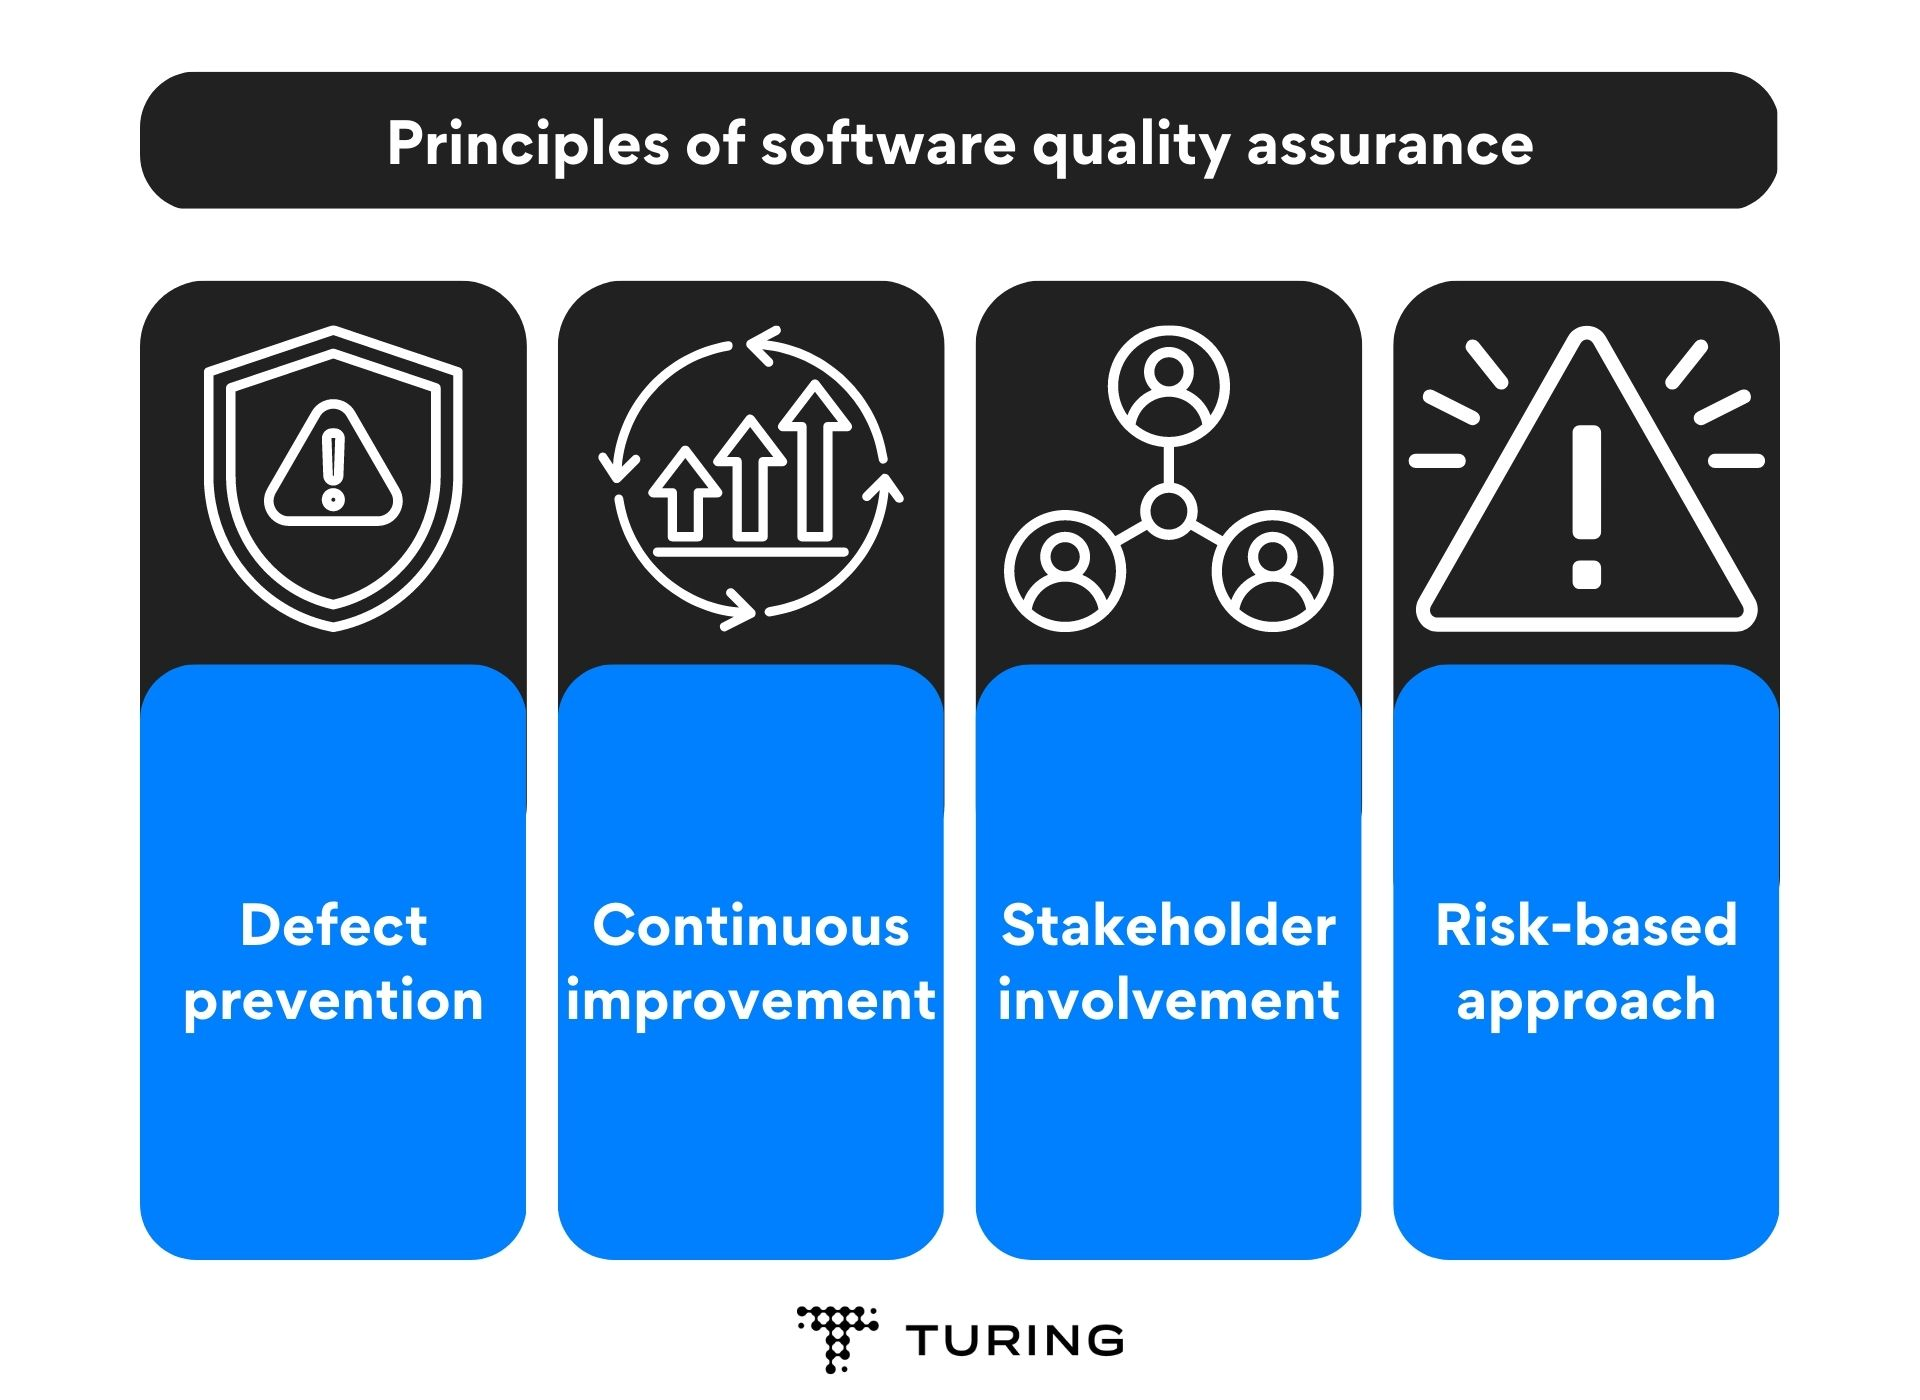 Principles of software quality assurance
Defect
prevention
Continuous
improvement
Stakeholder
involvement
Risk-based
approach
TURING